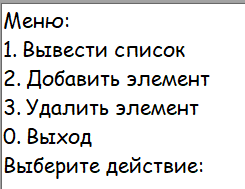 Меню:
1. Вывести список
2. Добавить элемент
3. Удалить элемент
0. Выход
Выберите действие: